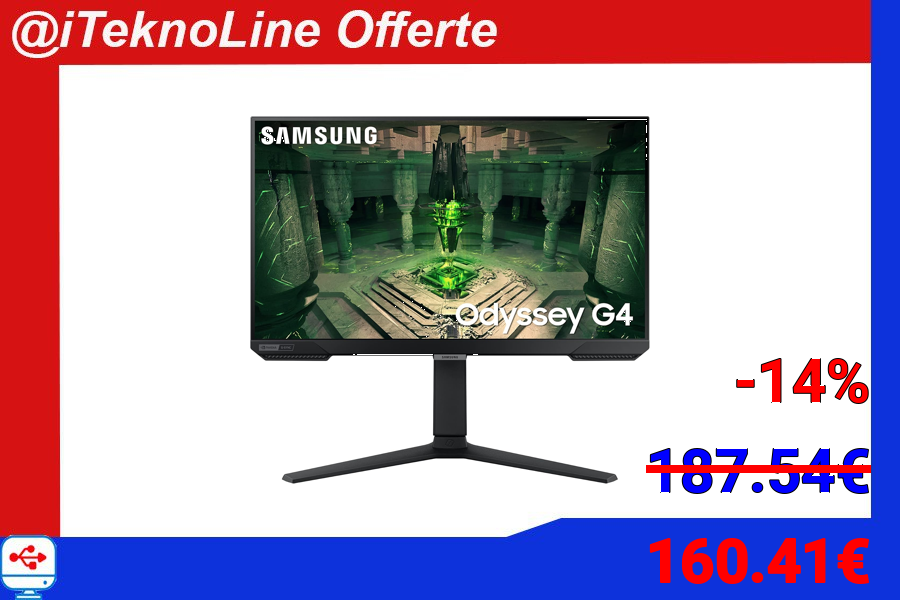 @iTeknoLine Offerte
SAMSUNG
Odyssey G4
-14%
187.54€
160.41€